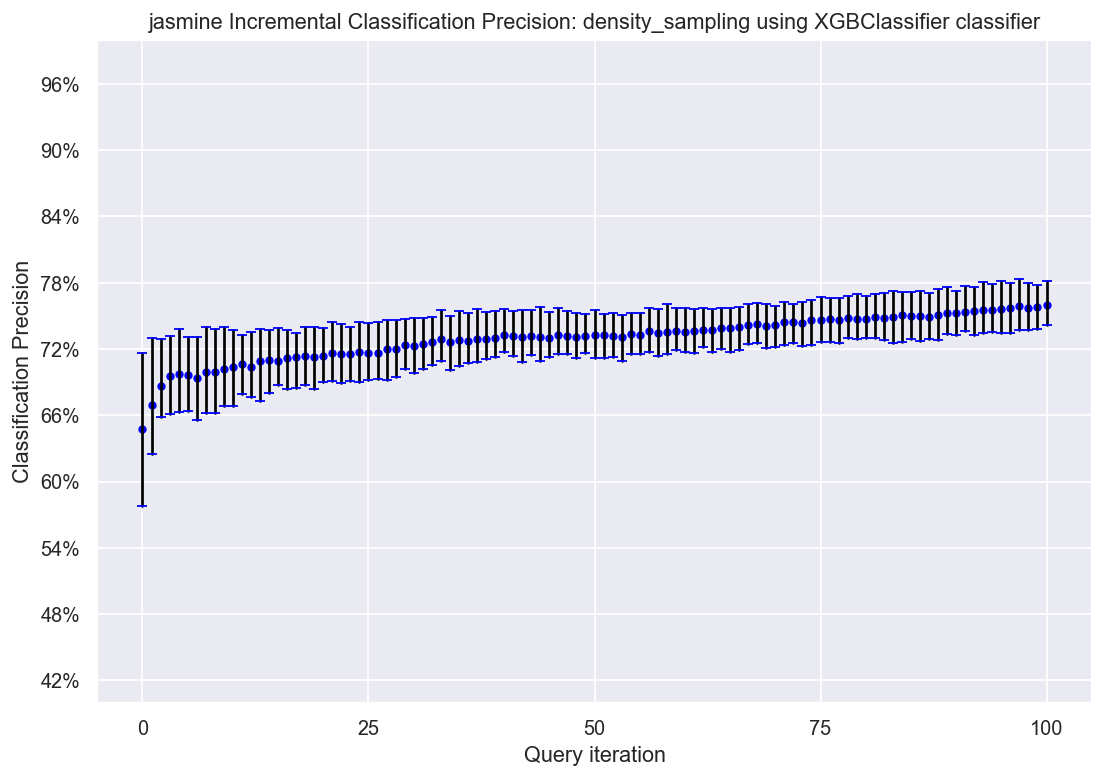 jasmine Incremental Classification Precision: density_sampling using XGBClassifier classifier
96%
90%
84%
78%
72%
66%
60%
54%
48%
42%
Classification Precision
0 25 50 75 100
Query iteration